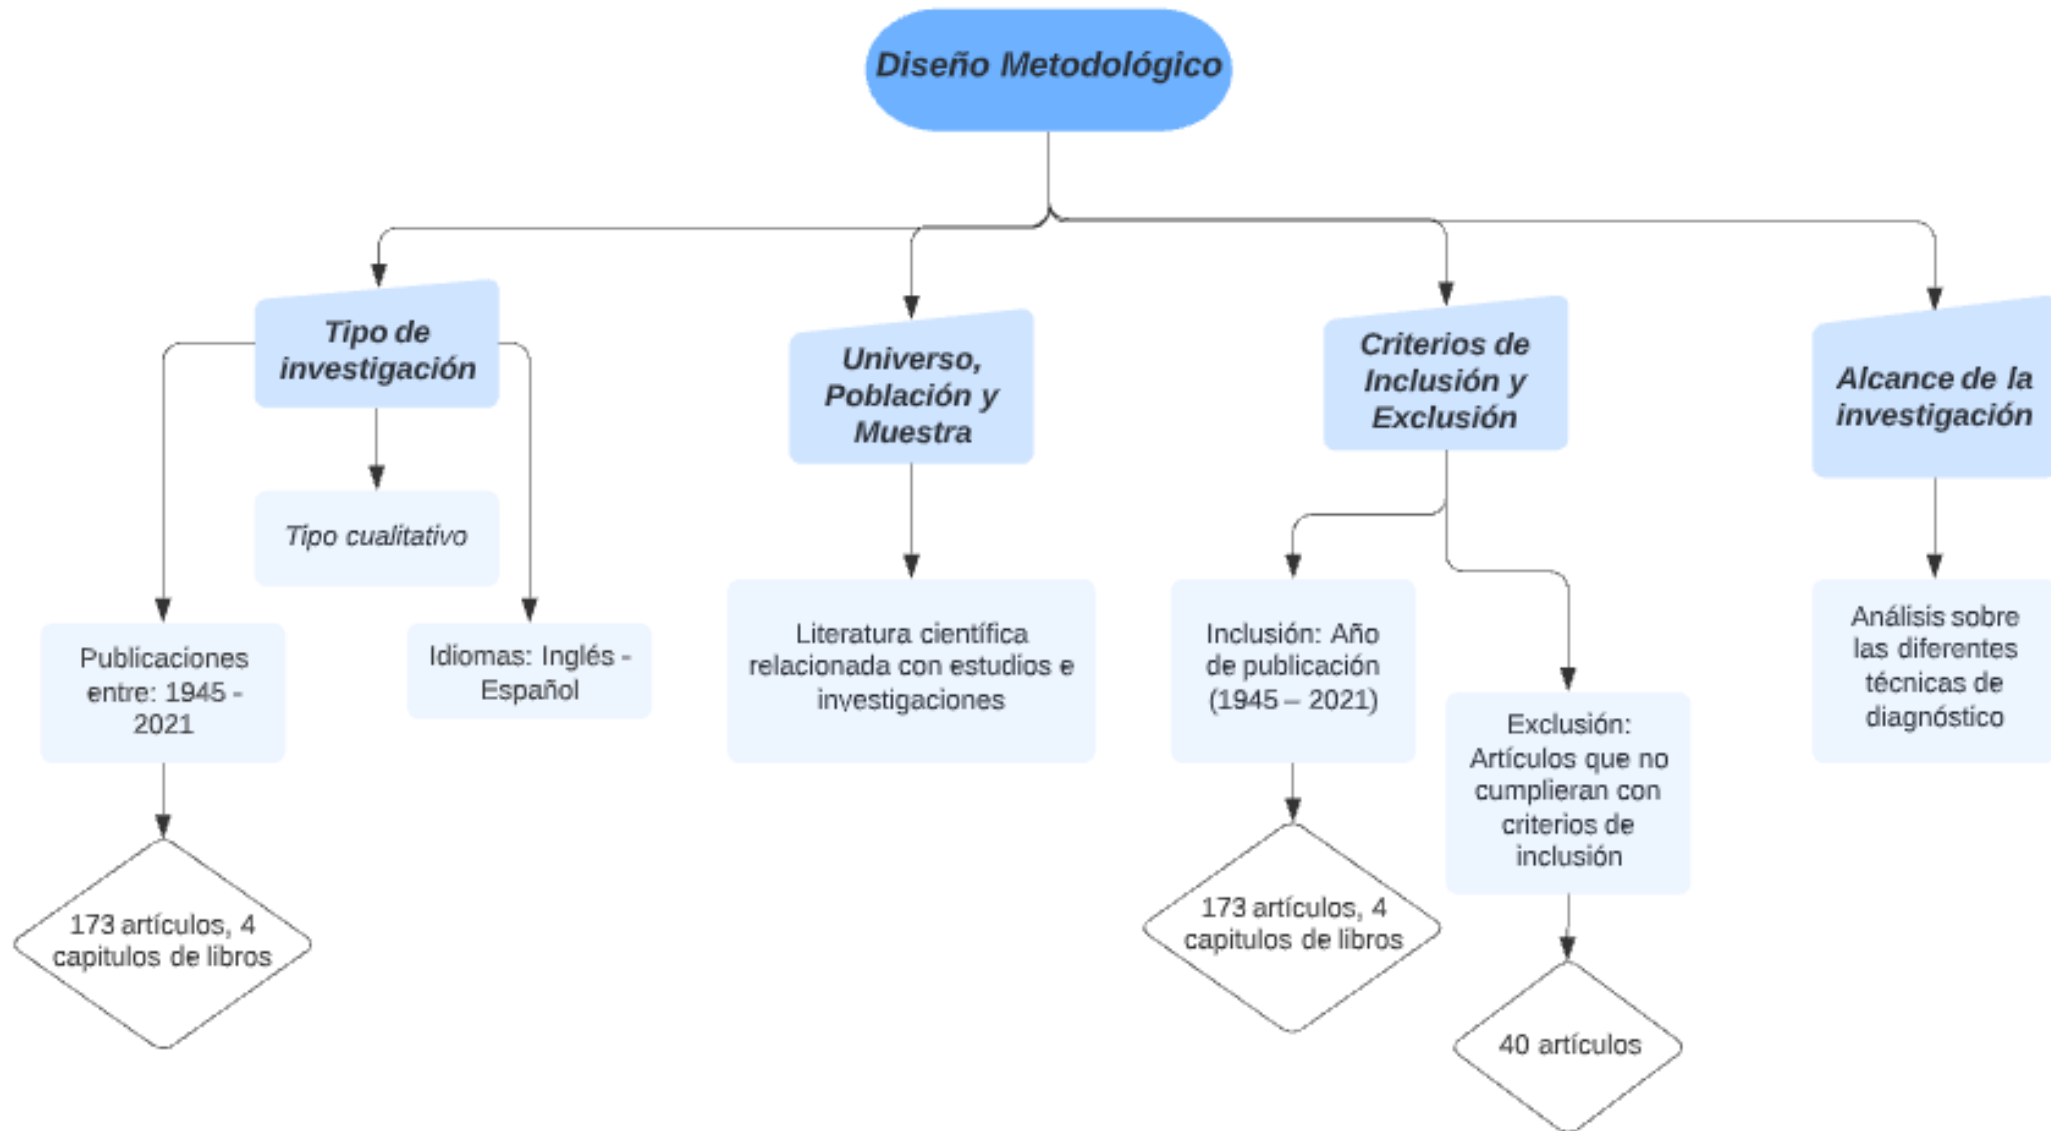 Diseño Metodológico
Tipo de
investigación
Universo,
Población y
Muestra
Criterios de
Inclusión y
Exclusión
Alcance de la
investigación
Tipo cualitativo
Publicaciones
entre: 1945 -
2021
Idiomas: Inglés -
Español
Literatura científica
relacionada con estudios e
investigaciones
Inclusión: Año
de publicación
(1945 – 2021)
Exclusión:
Artículos que no
cumplieran con
criterios de
inclusión
Análisis sobre
las diferentes
técnicas de
diagnóstico
173 artículos, 4
capitulos de libros
173 artículos, 4
capitulos de libros
40 artículos